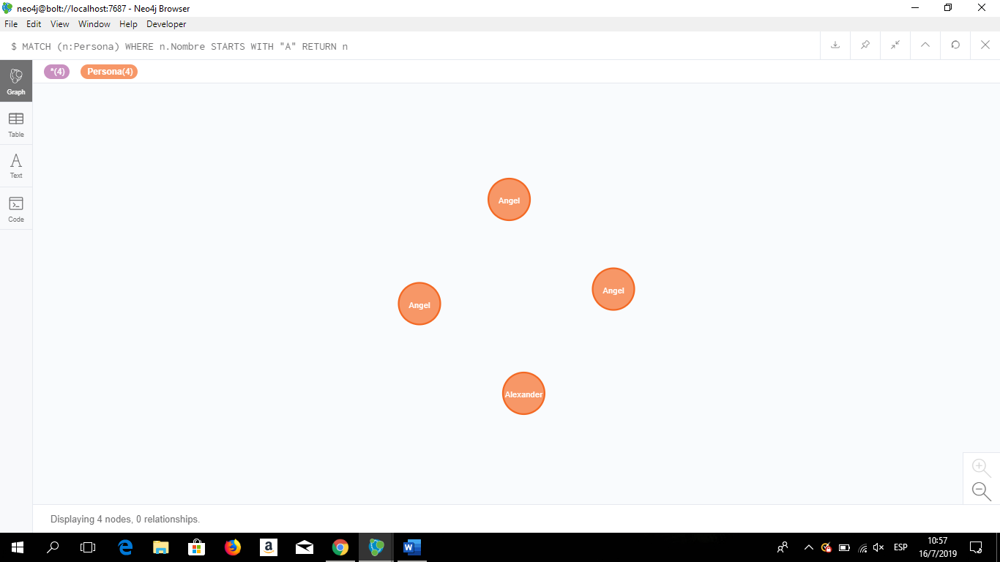 neo4j@bolt://localhost:7687 - Neo4j Browser
File Edit View Window Help Developer
$ MATCH (n:Persona) WHERE n.Nombre STARTS WITH "A" RETURN n
*(4) Persona(4)
Graph
Table
A
Text
Code
Angel
Angel
Angel
Alexander
Displaying 4 nodes, 0 relationships.
ESP
10:57
16/7/2019